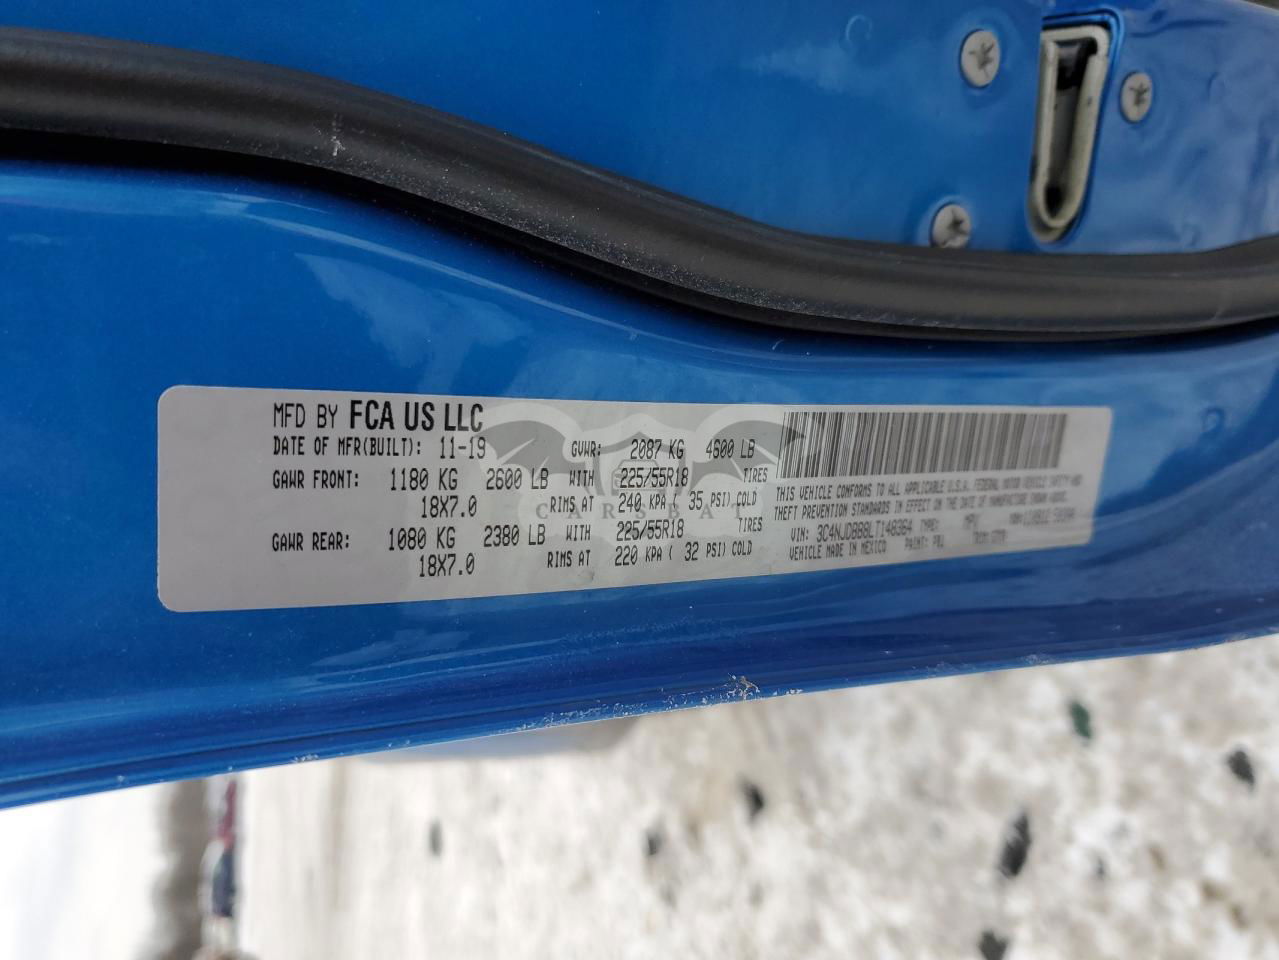 MFD BY FCA US LLC
DATE OF MFR(BUILT): 11-19 GVWR: 2087 KG 4600 LB
GAWR FRONT: 1180 KG 2600 LB WITH 225/55R18 TIRES
18X7.0 RIMS AT 240 KPA ( 35 PSI) COLD
GAWR REAR: 1080 KG 2380 LB WITH 225/55R18 TIRES
18X7.0 RIMS AT 220 KPA ( 32 PSI) COLD
THIS VEHICLE CONFORMS TO ALL APPLICABLE U.S.A. FEDERAL MOTOR VEHICLE SAFETY AND
THEFT PREVENTION STANDARDS IN EFFECT ON THE DATE OF MANUFACTURE SHOWN ABOVE.
VIN: 3C4NJDBB8LT148364 TYPE: MPV
VEHICLE MADE IN MEXICO PAINT: TRIM:
CARSBAT